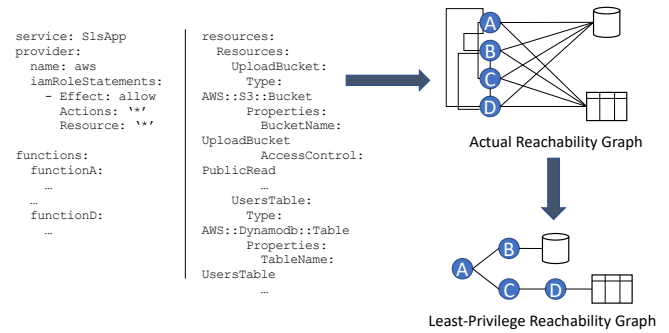 service: SlsApp
provider:
  name: aws
  iamRoleStatements:
    - Effect: allow
      Actions: ‘*’
      Resource: ‘*’
functions:
  functionA:
    …
  …
  functionD:
    …
resources:
  Resources:
    UploadBucket:
      Type:
AWS::S3::Bucket
      Properties:
        BucketName:
UploadBucket
        AccessControl:
PublicRead
        …
    UsersTable:
      Type:
AWS::Dynamodb::Table
      Properties:
        TableName:
UsersTable
        …
A
B
C
D
Actual Reachability Graph
B
A
C D
Least-Privilege Reachability Graph